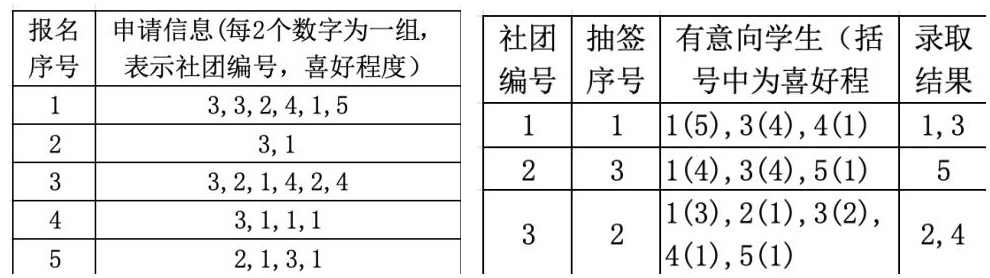 报名序号 申请信息(每2个数字为一组,表示社团编号,喜好程度)
1 3,3,2,4,1,5
2 3,1
3 3,2,1,4,2,4
4 3,1,1,1
5 2,1,3,1
社团编号 抽签序号 有意向学生（括号中为喜好程 录取结果
1 1 1(5),3(4),4(1) 1,3
2 3 1(4),3(4),5(1) 5
3 2 1(3),2(1),3(2),4(1),5(1) 2,4